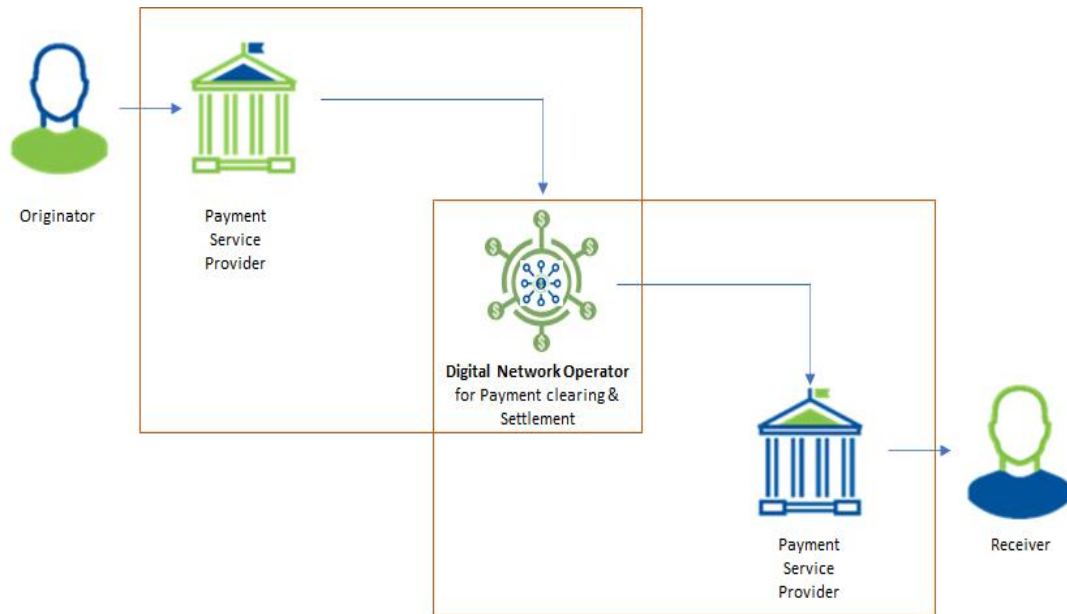 Originator
Payment
Service
Provider
Digital Network Operator
for Payment clearing &
Settlement
Payment
Service
Provider
Receiver